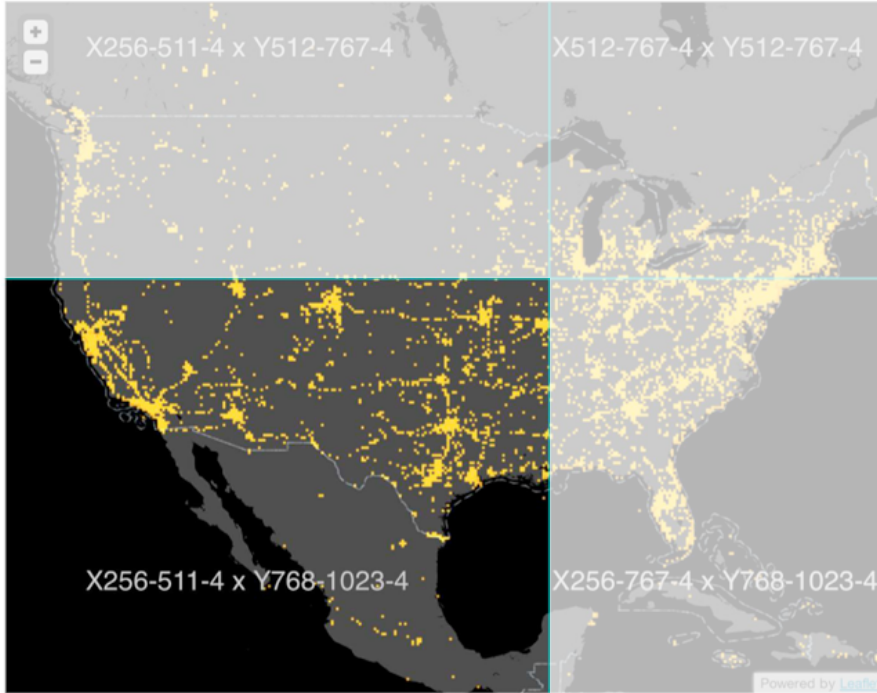 +
X256-511-4 x Y512-767-4
X512-767-4 x Y512-767-4
−
X256-511-4 x Y768-1023-4
X256-767-4 x Y768-1023-4
Powered by Leafle